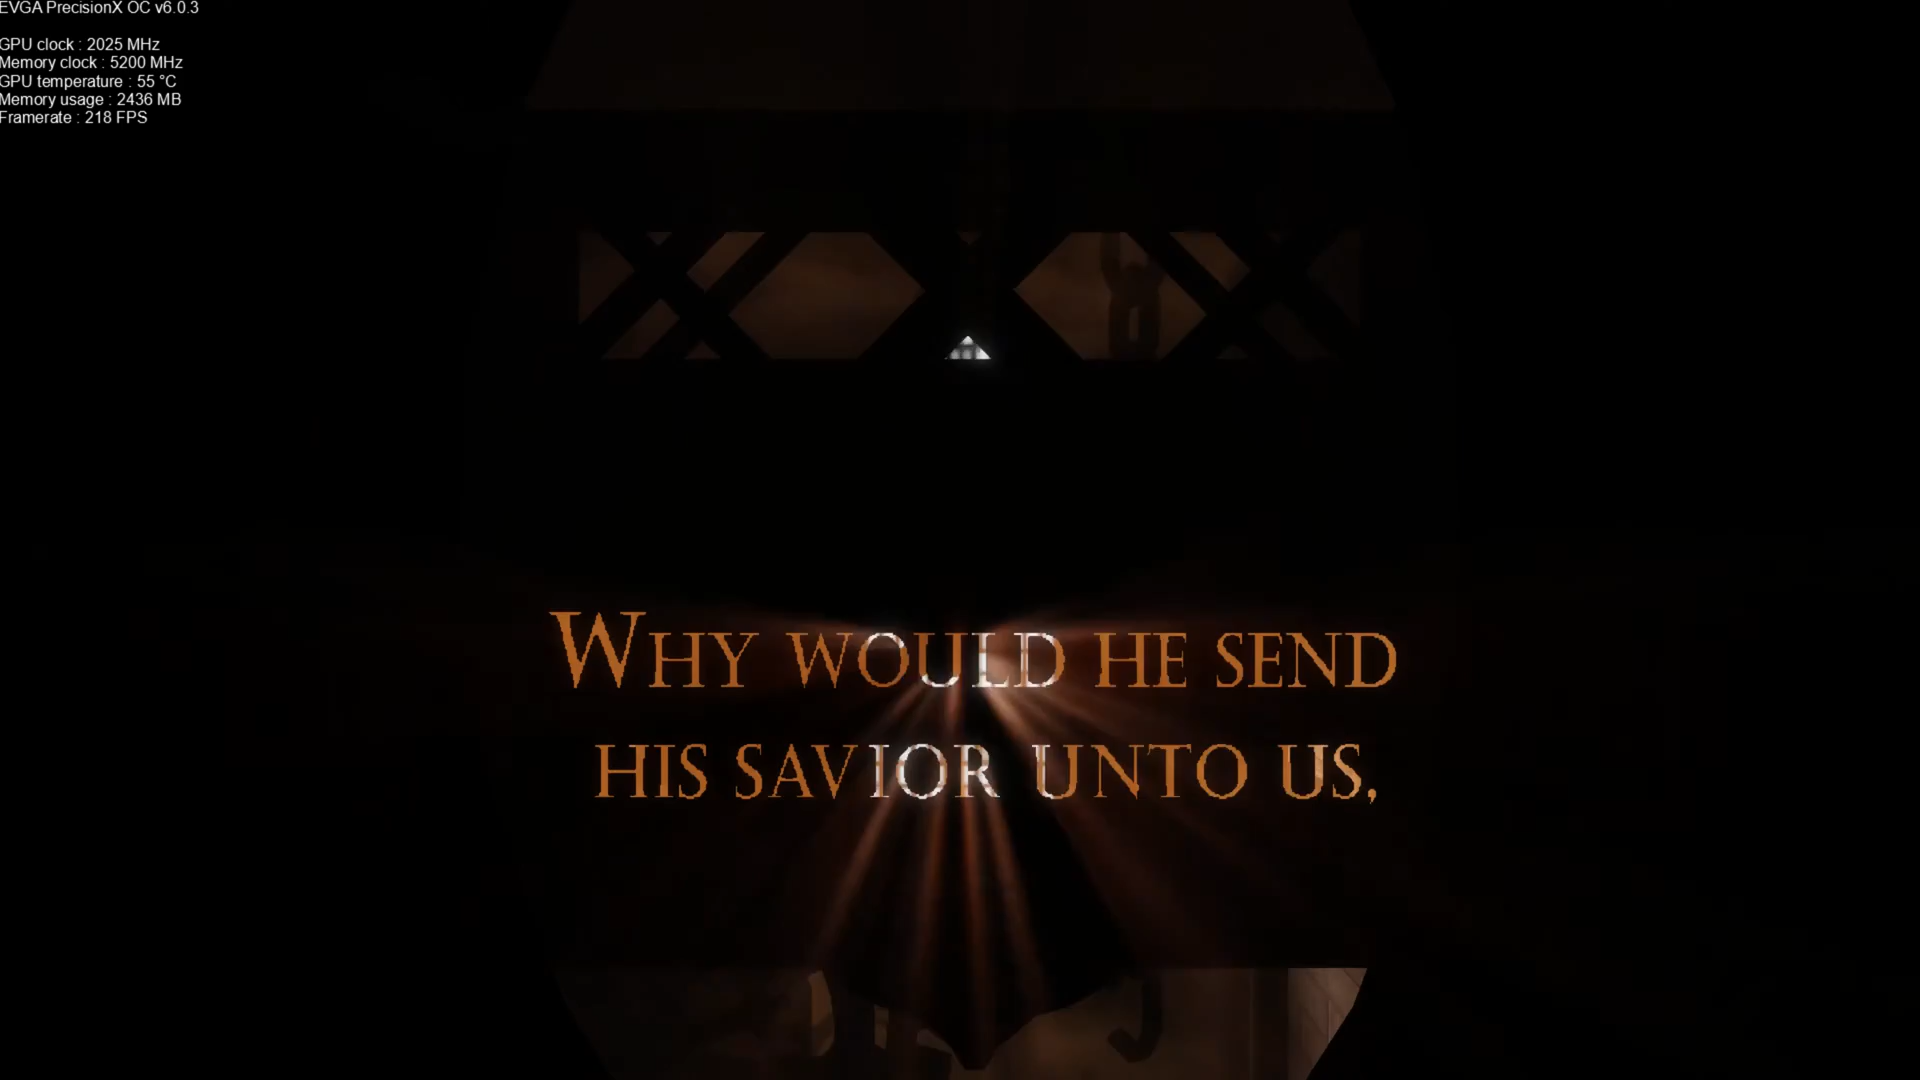 EVGA PrecisionX OC v6.0.3
GPU clock : 2025 MHz
Memory clock : 5200 MHz
GPU temperature : 55 °C
Memory usage : 2436 MB
Framerate : 218 FPS
WHY WOULD HE SEND
HIS SAVIOR UNTO US,